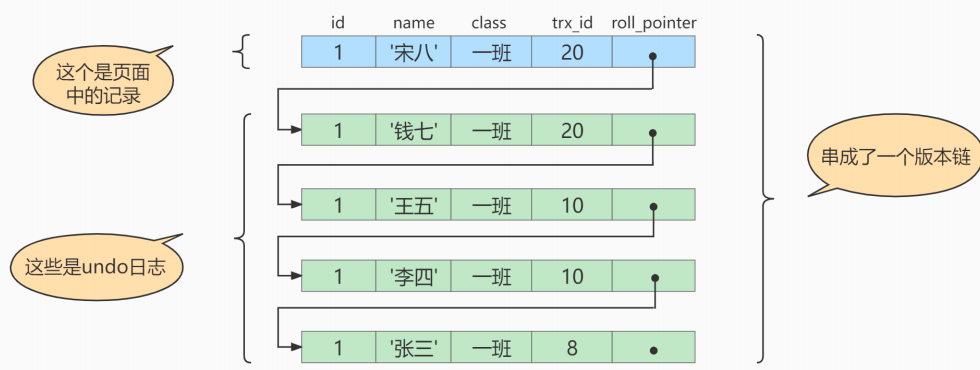 id name class trx_id roll_pointer
1 '宋八' 一班 20
这个是页面
中的记录
1 '钱七' 一班 20
串成了一个版本链
1 '王五' 一班 10
这些是undo日志
1 '李四' 一班 10
1 '张三' 一班 8